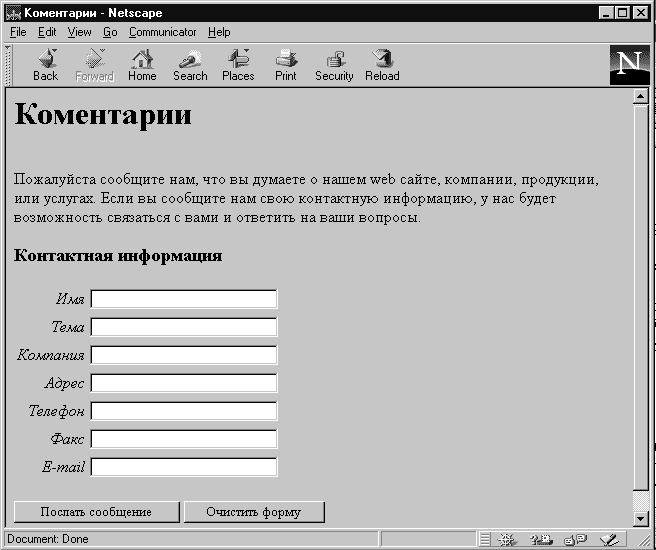 Коментарии - Netscape
File Edit View Go Communicator Help
Back Forward Home Search Places Print Security Reload
N
Коментарии
Пожалуйста сообщите нам, что вы думаете о нашем web сайте, компании, продукции,
или услугах. Если вы сообщите нам свою контактную информацию, у нас будет
возможность связаться с вами и ответить на ваши вопросы.
Контактная информация
Имя
Тема
Компания
Адрес
Телефон
Факс
E-mail
Послать сообщение Очистить форму
Document: Done